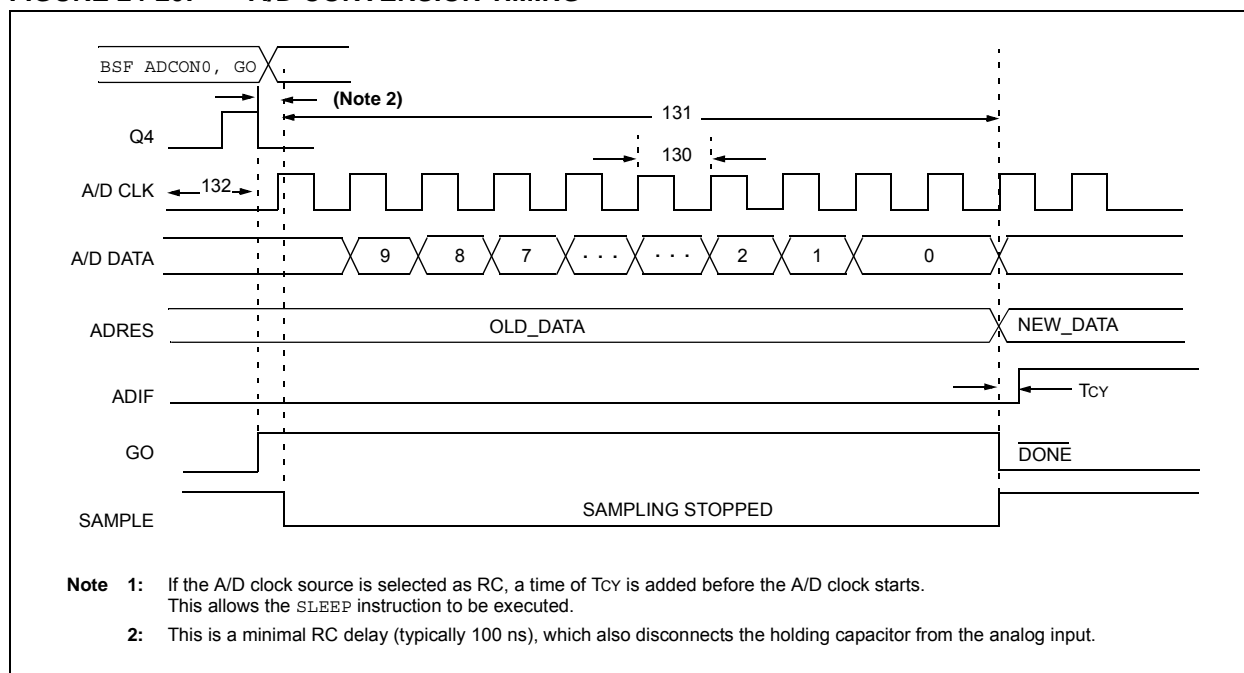 BSF ADCON0, GO
(Note 2)
131
Q4
130
A/D CLK
132
A/D DATA
9 8 7 . . . . . . 2 1 0
ADRES
OLD_DATA
NEW_DATA
ADIF
TCY
GO
DONE
SAMPLE
SAMPLING STOPPED
Note 1: If the A/D clock source is selected as RC, a time of TCY is added before the A/D clock starts.
This allows the SLEEP instruction to be executed.
2: This is a minimal RC delay (typically 100 ns), which also disconnects the holding capacitor from the analog input.